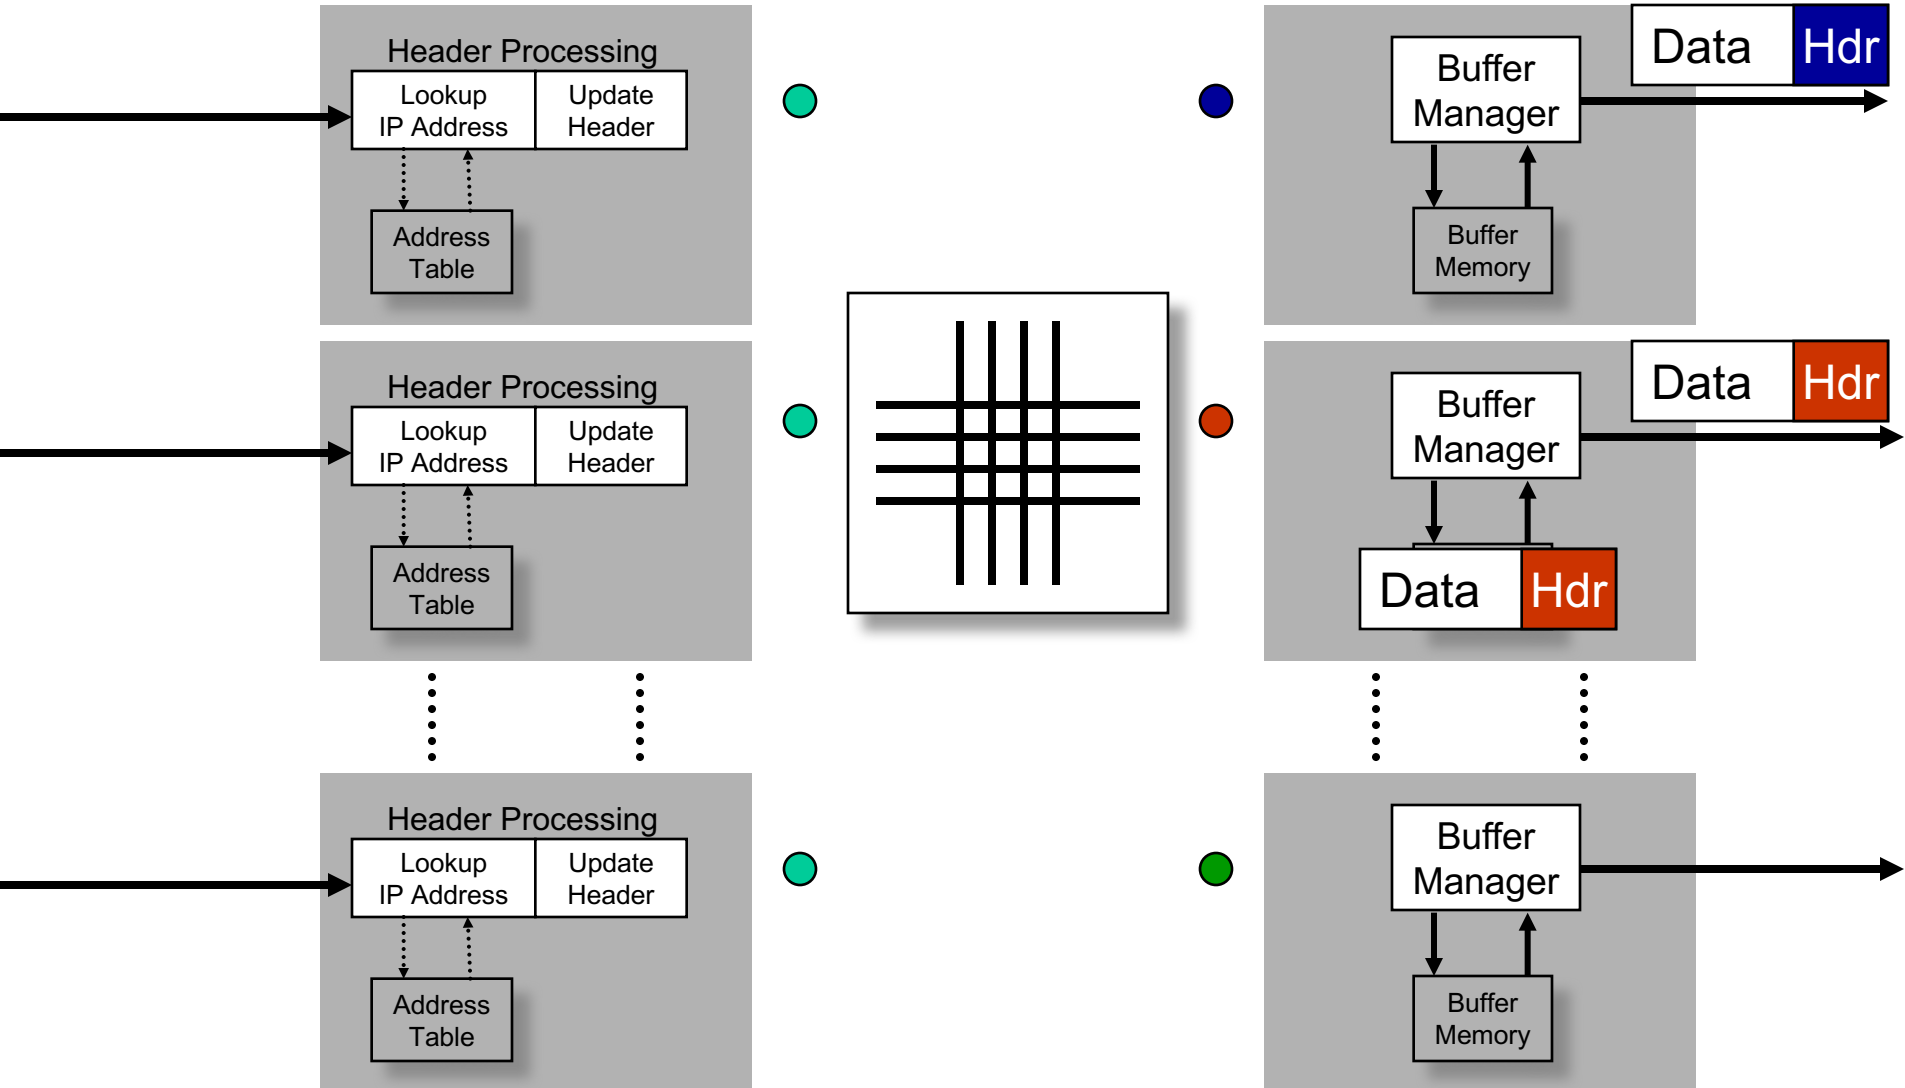 Header Processing
Lookup
IP Address
Update
Header
Address
Table
Buffer
Manager
Data Hdr
Buffer
Memory
Header Processing
Lookup
IP Address
Update
Header
Address
Table
Buffer
Manager
Data Hdr
Data Hdr
Header Processing
Lookup
IP Address
Update
Header
Address
Table
Buffer
Manager
Buffer
Memory